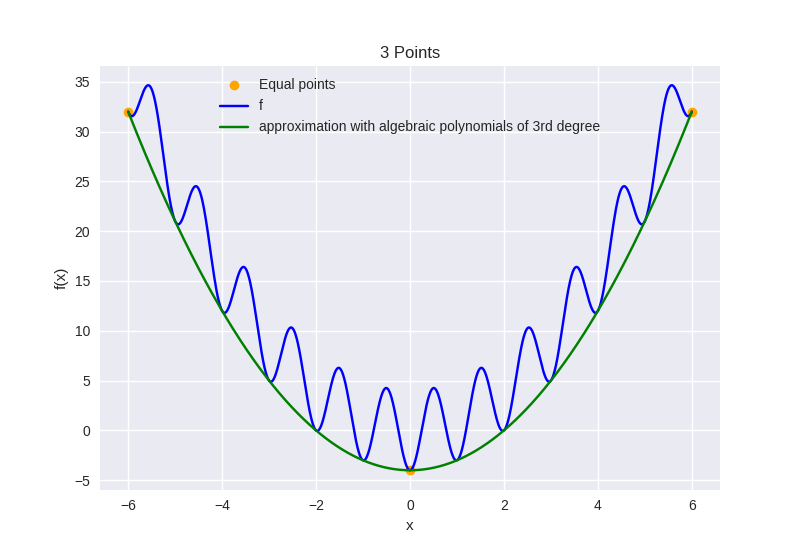 3 Points
Equal points
f
approximation with algebraic polynomials of 3rd degree
f(x)
35
30
25
20
15
10
5
0
−5
−6 −4 −2 0 2 4 6
x